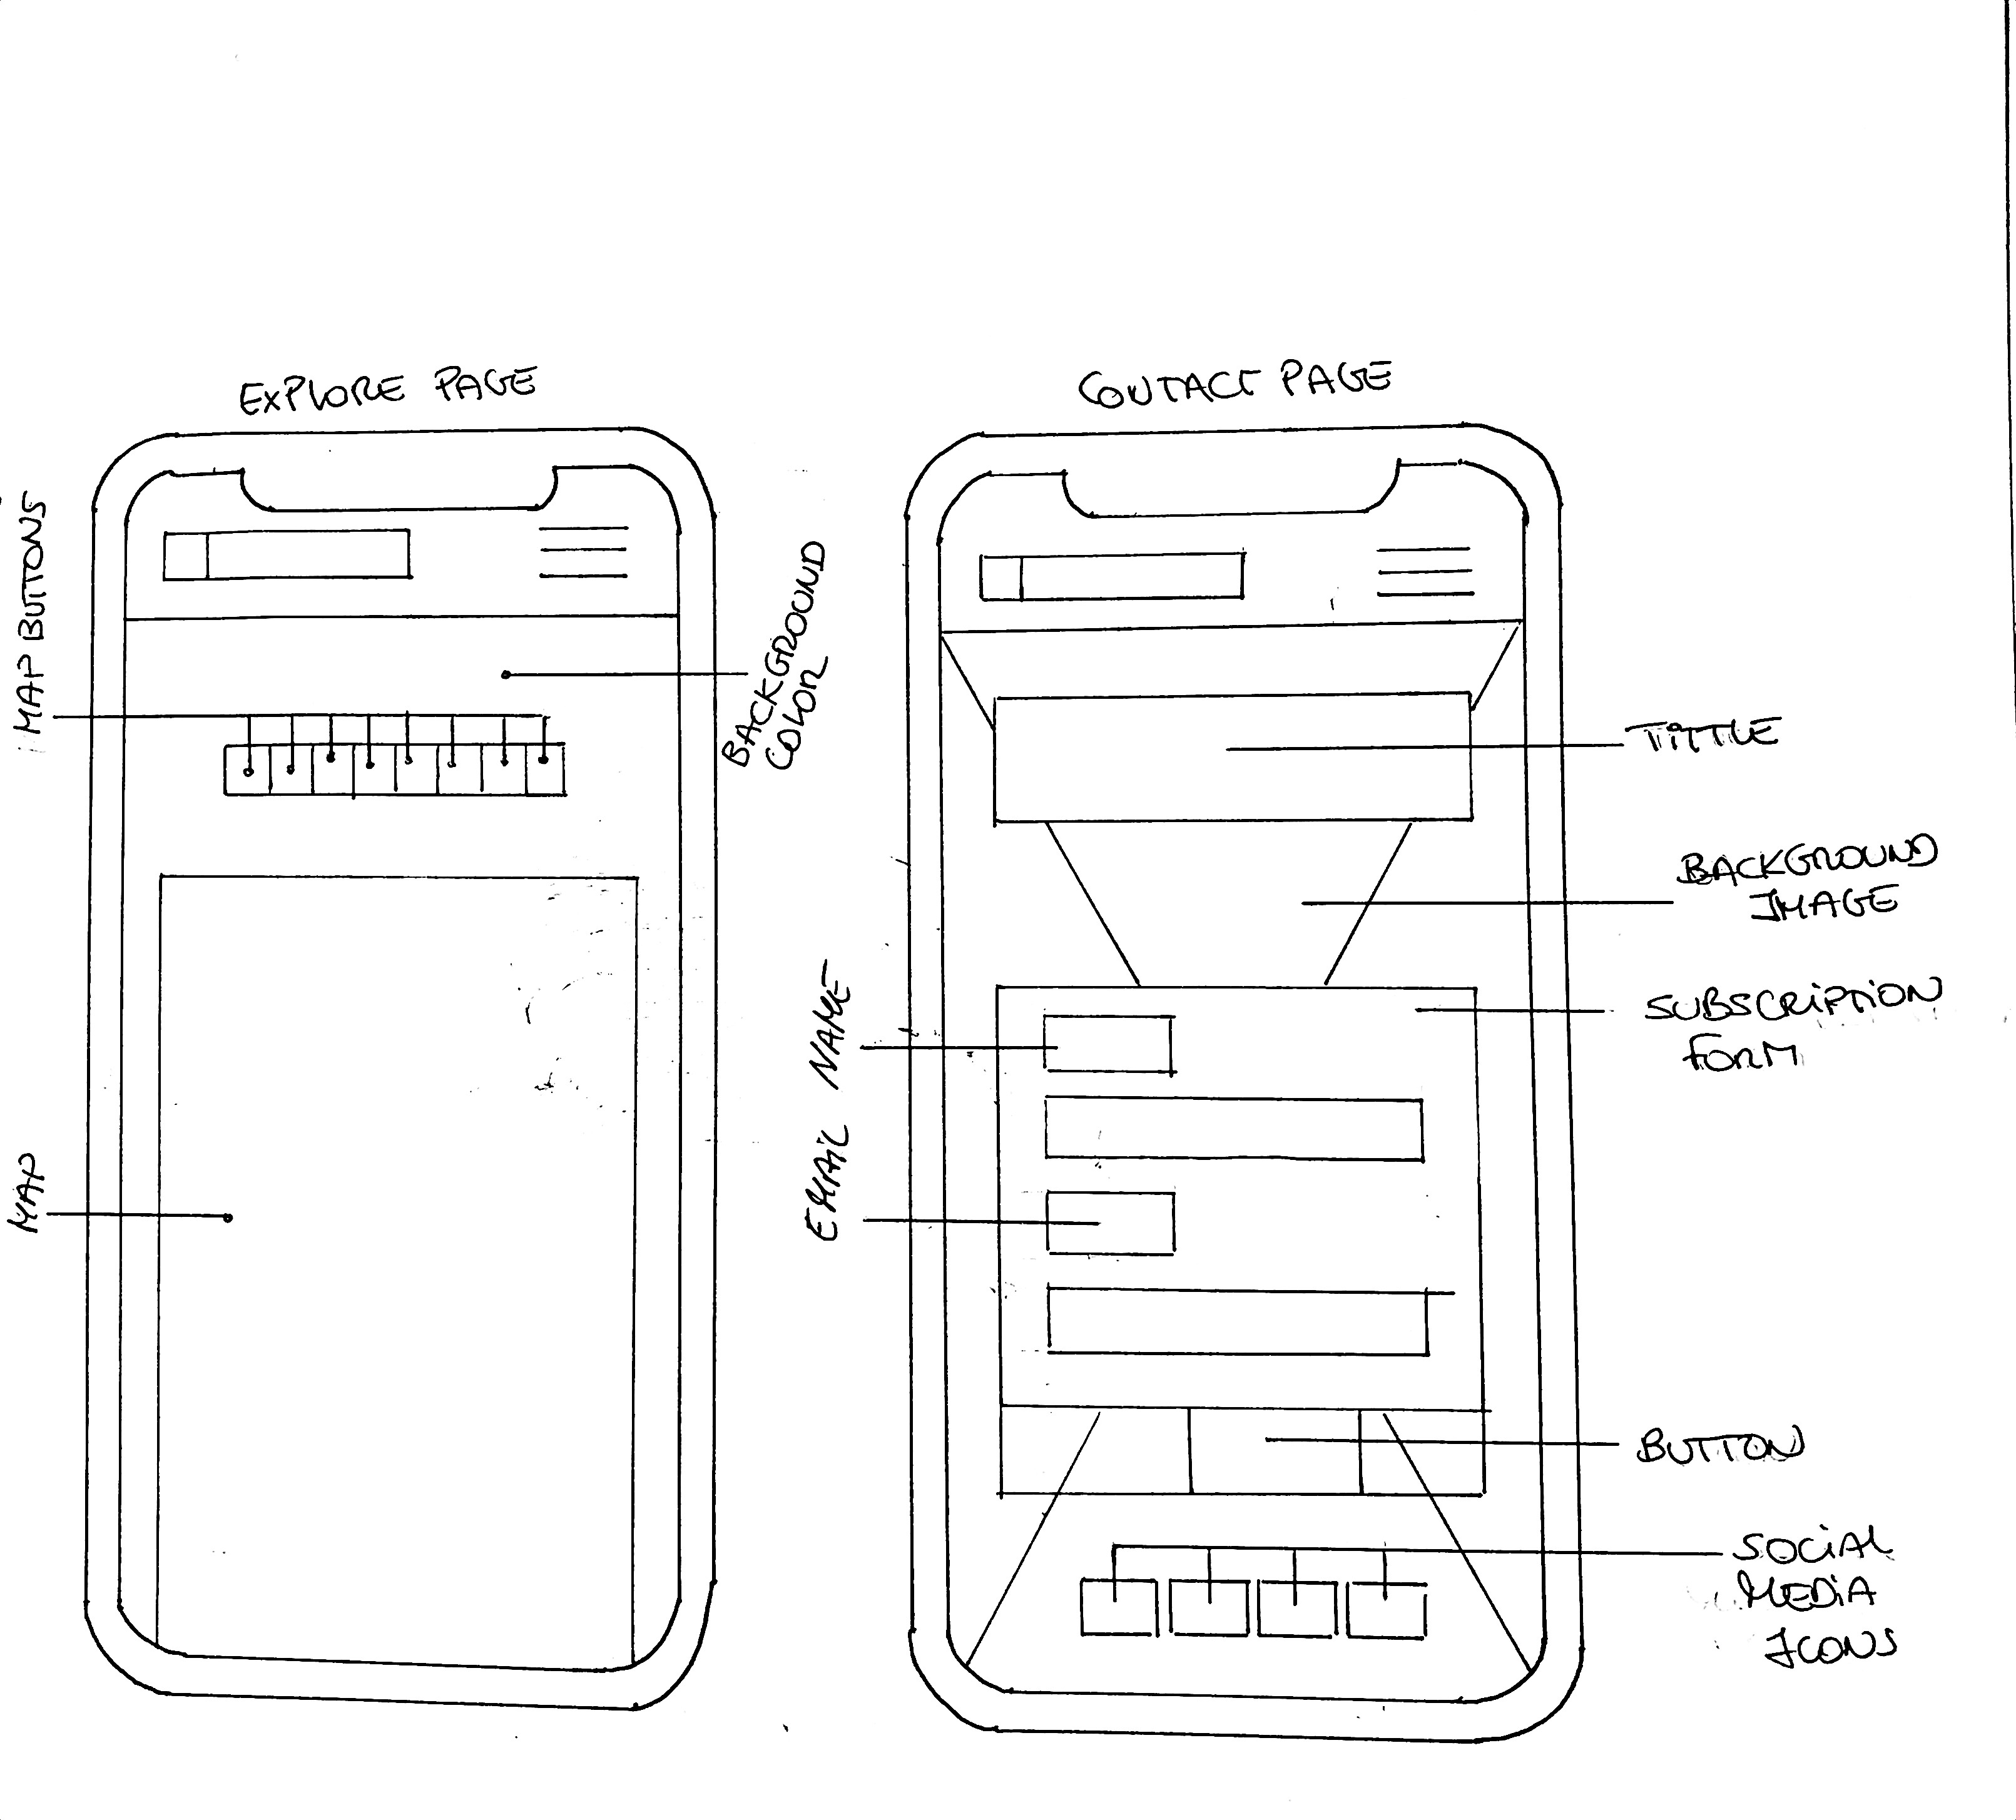 EXPLORE PAGE
MAP BUTTONS
BACKGROUND
COLOR
MAP
CONTACT PAGE
TITTLE
BACKGROUND
IMAGE
SUBSCRIPTION
FORM
NAME
EMAIL
BUTTON
SOCIAL
MEDIA
ICONS